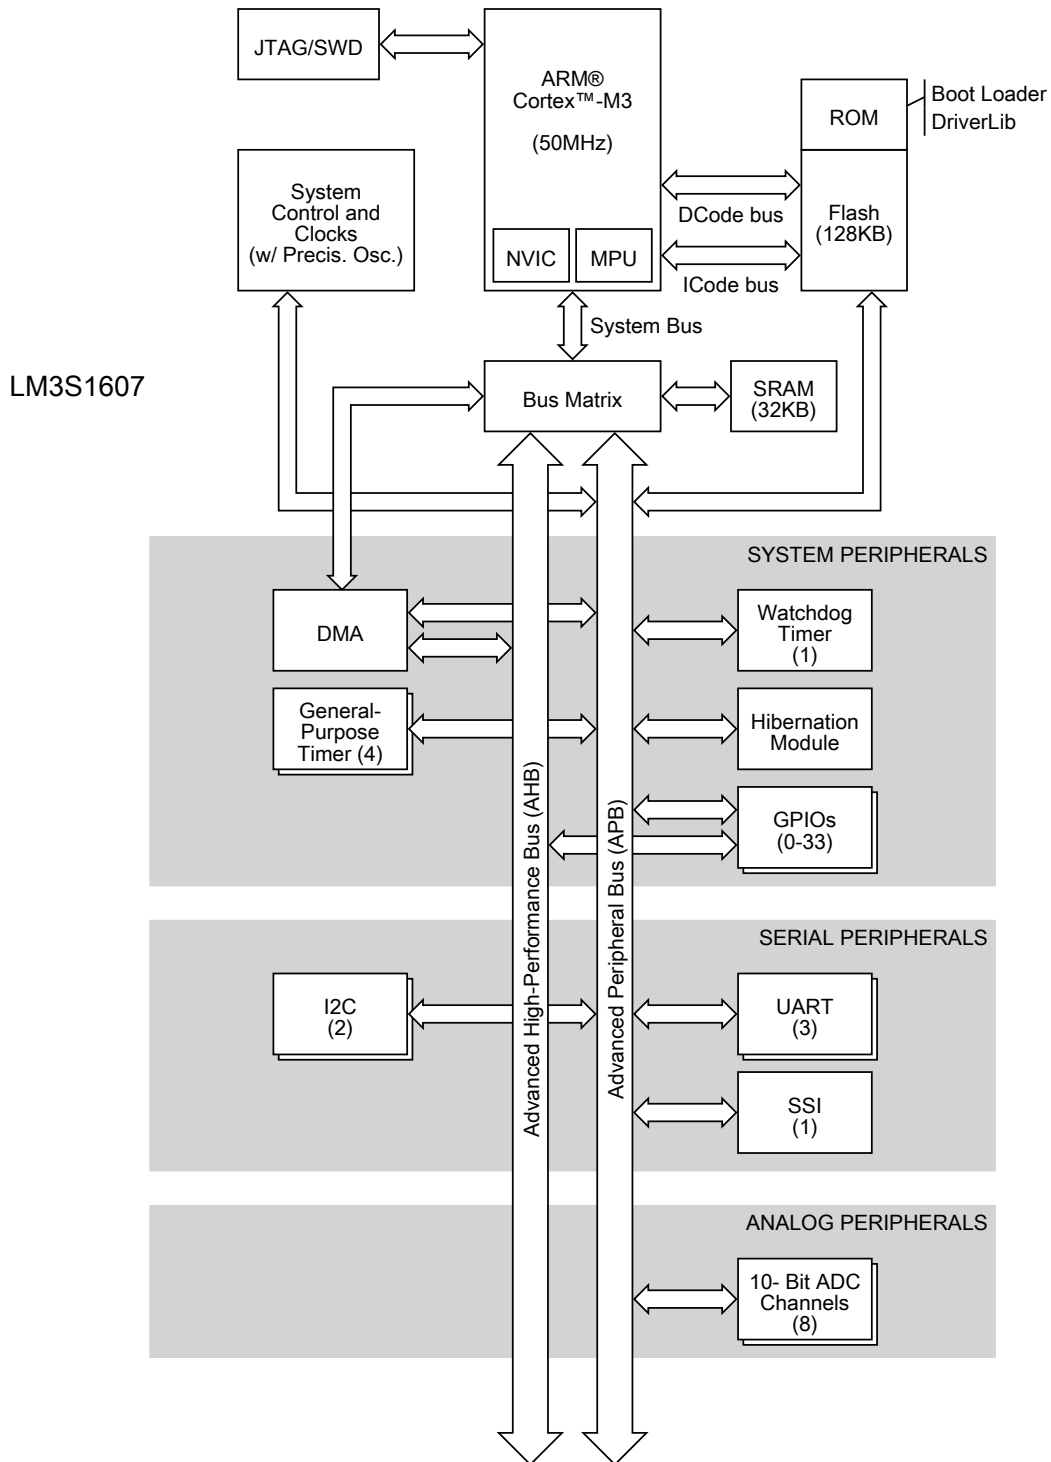 JTAG/SWD
ARM®
Cortex™-M3
(50MHz)
NVIC
MPU
ROM
Boot Loader
DriverLib
System
Control and
Clocks
(w/ Precis. Osc.)
DCode bus
Flash
(128KB)
ICode bus
System Bus
LM3S1607
Bus Matrix
SRAM
(32KB)
SYSTEM PERIPHERALS
DMA
Watchdog
Timer
(1)
General-
Purpose
Timer (4)
Hibernation
Module
GPIOs
(0-33)
Advanced High-Performance Bus (AHB)
Advanced Peripheral Bus (APB)
SERIAL PERIPHERALS
I2C
(2)
UART
(3)
SSI
(1)
ANALOG PERIPHERALS
10- Bit ADC
Channels
(8)